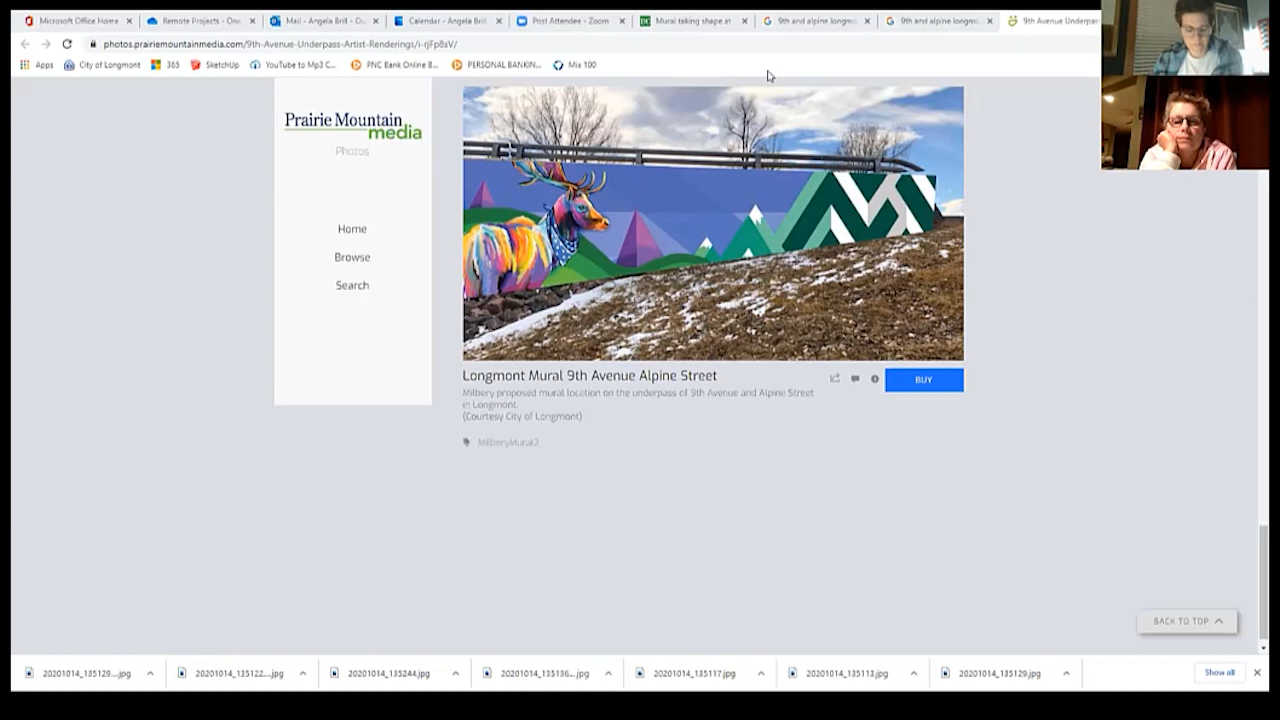 Microsoft Office Home
Remote Projects - One
Mail - Angela Brill - Ou
Calendar - Angela Brill
Post Attendee - Zoom
Mural taking shape at
9th and alpine longmo
9th and alpine longmo
9th Avenue Underpas
photos.prairiemountainmedia.com/9th-Avenue-Underpass-Artist-Renderings/i-rjFp8sV/
Apps
City of Longmont
365
SketchUp
YouTube to Mp3 C...
PNC Bank Online B...
PERSONAL BANKIN...
Mix 100
Prairie Mountain
media
Photos
Home
Browse
Search
Longmont Mural 9th Avenue Alpine Street
BUY
Milbery proposed mural location on the underpass of 9th Avenue and Alpine Street
in Longmont.
(Courtesy City of Longmont)
MilberyMural2
BACK TO TOP
20201014_135129....jpg
20201014_135122....jpg
20201014_135244.jpg
20201014_135136....jpg
20201014_135117.jpg
20201014_135113.jpg
20201014_135129.jpg
Show all